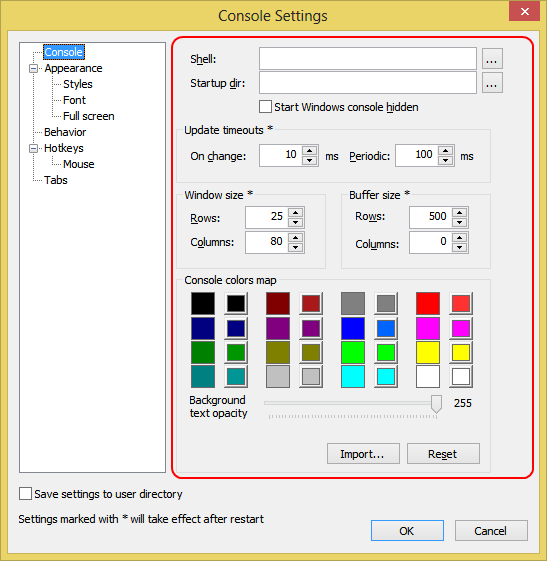 Console Settings
Console
Appearance
Styles
Font
Full screen
Behavior
Hotkeys
Mouse
Tabs
Shell:
...
Startup dir:
...
Start Windows console hidden
Update timeouts *
On change: 10 ms Periodic: 100 ms
Window size *
Rows: 25
Columns: 80
Buffer size *
Rows: 500
Columns: 0
Console colors map
Background
text opacity
255
Import... Reset
Save settings to user directory
Settings marked with * will take effect after restart
OK Cancel